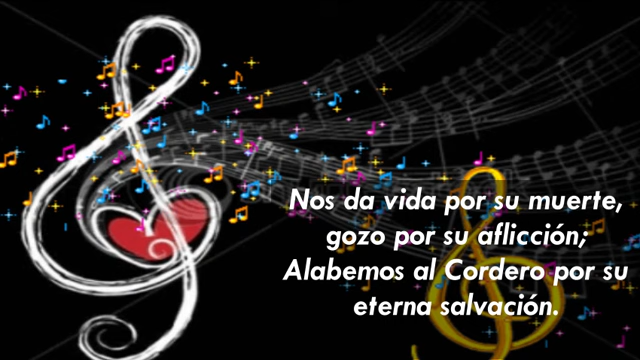 Nos da vida por su muerte,
gozo por su aflicción;
Alabemos al Cordero por su
eterna salvación.